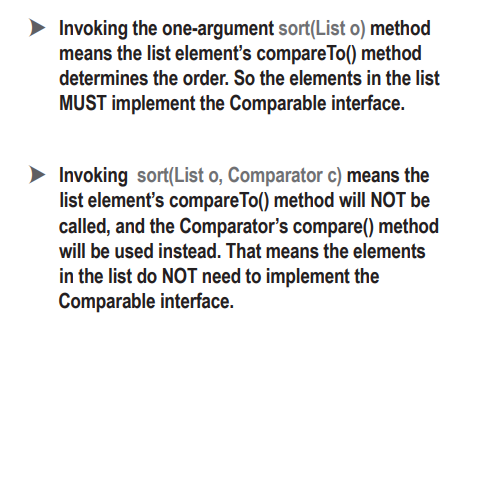 ➤ Invoking the one-argument sort(List o) method
means the list element's compareTo() method
determines the order. So the elements in the list
MUST implement the Comparable interface.
➤ Invoking sort(List o, Comparator c) means the
list element's compareTo() method will NOT be
called, and the Comparator's compare() method
will be used instead. That means the elements
in the list do NOT need to implement the
Comparable interface.